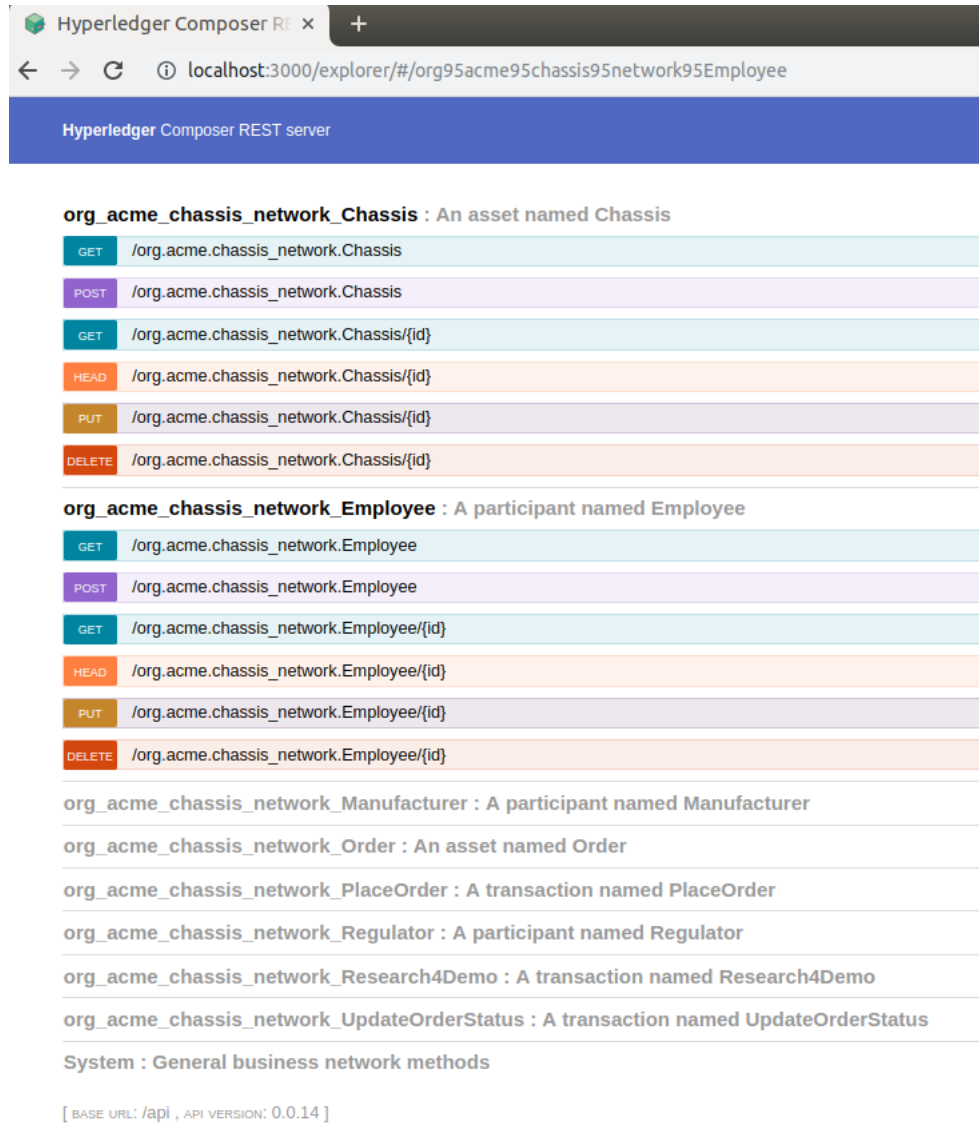 Hyperledger Composer RE × +
localhost:3000/explorer/#/org95acme95chassis95network95Employee
Hyperledger Composer REST server
org_acme_chassis_network_Chassis : An asset named Chassis
GET /org.acme.chassis_network.Chassis
POST /org.acme.chassis_network.Chassis
GET /org.acme.chassis_network.Chassis/{id}
HEAD /org.acme.chassis_network.Chassis/{id}
PUT /org.acme.chassis_network.Chassis/{id}
DELETE /org.acme.chassis_network.Chassis/{id}
org_acme_chassis_network_Employee : A participant named Employee
GET /org.acme.chassis_network.Employee
POST /org.acme.chassis_network.Employee
GET /org.acme.chassis_network.Employee/{id}
HEAD /org.acme.chassis_network.Employee/{id}
PUT /org.acme.chassis_network.Employee/{id}
DELETE /org.acme.chassis_network.Employee/{id}
org_acme_chassis_network_Manufacturer : A participant named Manufacturer
org_acme_chassis_network_Order : An asset named Order
org_acme_chassis_network_PlaceOrder : A transaction named PlaceOrder
org_acme_chassis_network_Regulator : A participant named Regulator
org_acme_chassis_network_Research4Demo : A transaction named Research4Demo
org_acme_chassis_network_UpdateOrderStatus : A transaction named UpdateOrderStatus
System : General business network methods
[ BASE URL: /api , API VERSION: 0.0.14 ]